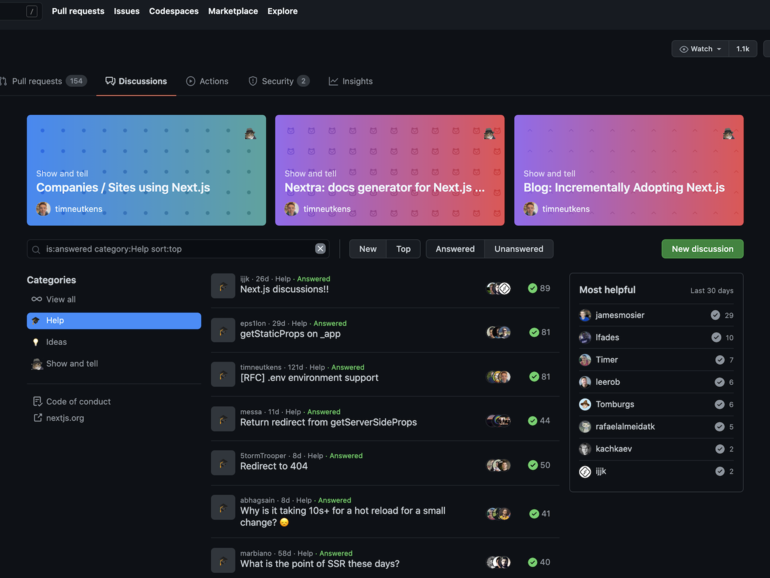 / Pull requests Issues Codespaces Marketplace Explore
Watch 1.1k
Pull requests 154 Discussions Actions Security 2 Insights
Show and tell
Companies / Sites using Next.js
timneutkens
Show and tell
Nextra: docs generator for Next.js ...
timneutkens
Show and tell
Blog: Incrementally Adopting Next.js
timneutkens
is:answered category:Help sort:top
New Top Answered Unanswered New discussion
Categories
View all
Help
Ideas
Show and tell
Code of conduct
nextjs.org
ijjk · 26d · Help · Answered
Next.js discussions!!
89
eps1lon · 29d · Help · Answered
getStaticProps on _app
81
timneutkens · 121d · Help · Answered
[RFC] .env environment support
81
messa · 11d · Help · Answered
Return redirect from getServerSideProps
44
5tormTrooper · 8d · Help · Answered
Redirect to 404
50
abhagsain · 8d · Help · Answered
Why is it taking 10s+ for a hot reload for a small
change? 😔
41
marbiano · 58d · Help · Answered
What is the point of SSR these days?
40
Most helpful Last 30 days
jamesmosier 29
lfades 10
Timer 7
leerob 6
Tomburgs 6
rafaelalmeidatk 5
kachkaev 2
ijjk 2